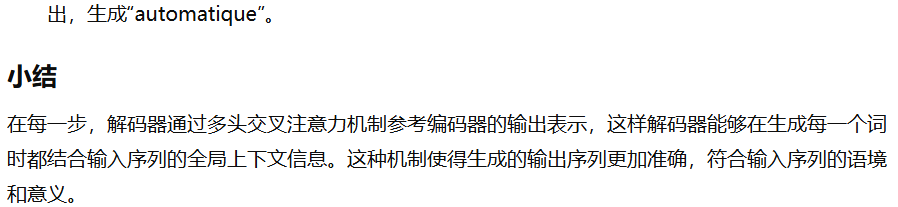 出，生成“automatique”。
小结
在每一步，解码器通过多头交叉注意力机制参考编码器的输出表示，这样解码器能够在生成每一个词
时都结合输入序列的全局上下文信息。这种机制使得生成的输出序列更加准确，符合输入序列的语境
和意义。